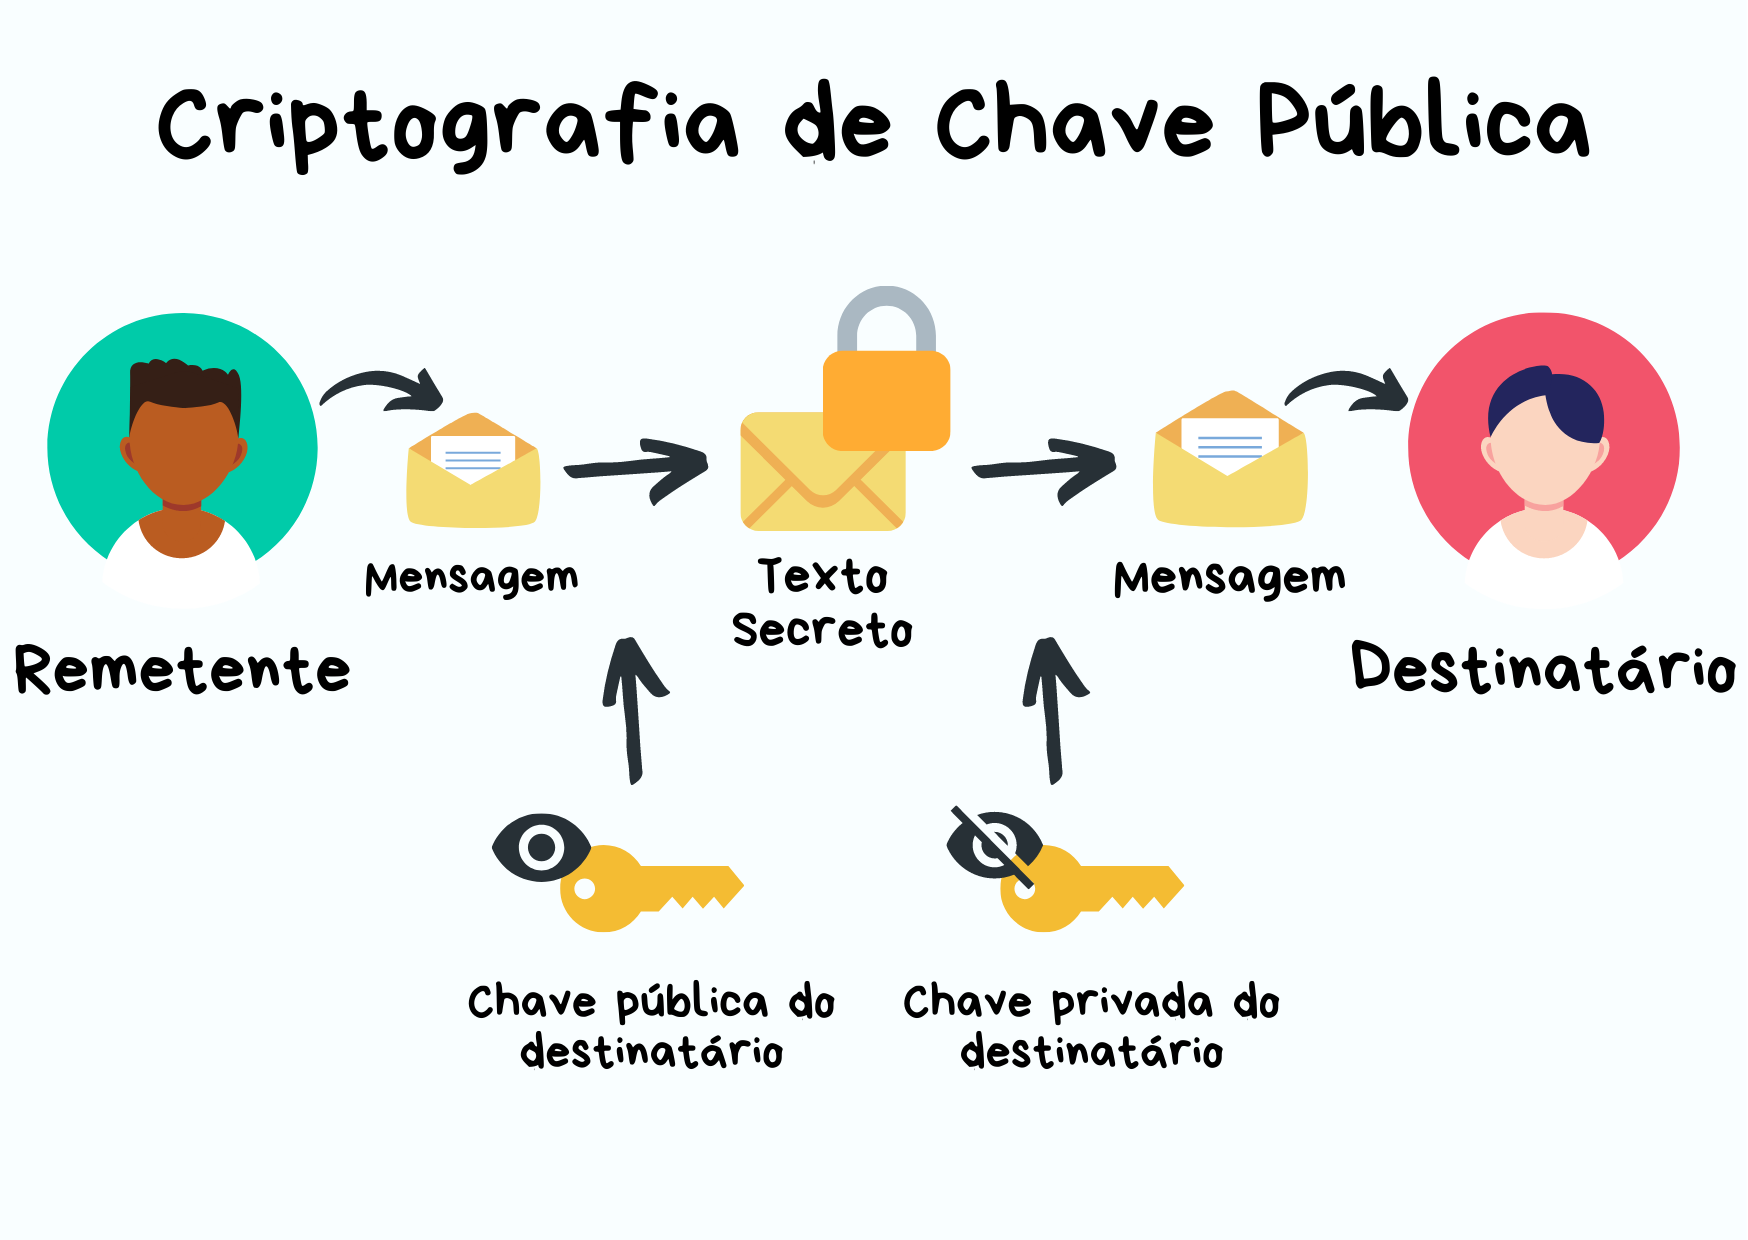 Criptografia de Chave Pública
Mensagem
Texto
Secreto
Mensagem
Remetente
Destinatário
Chave pública do
destinatário
Chave privada do
destinatário